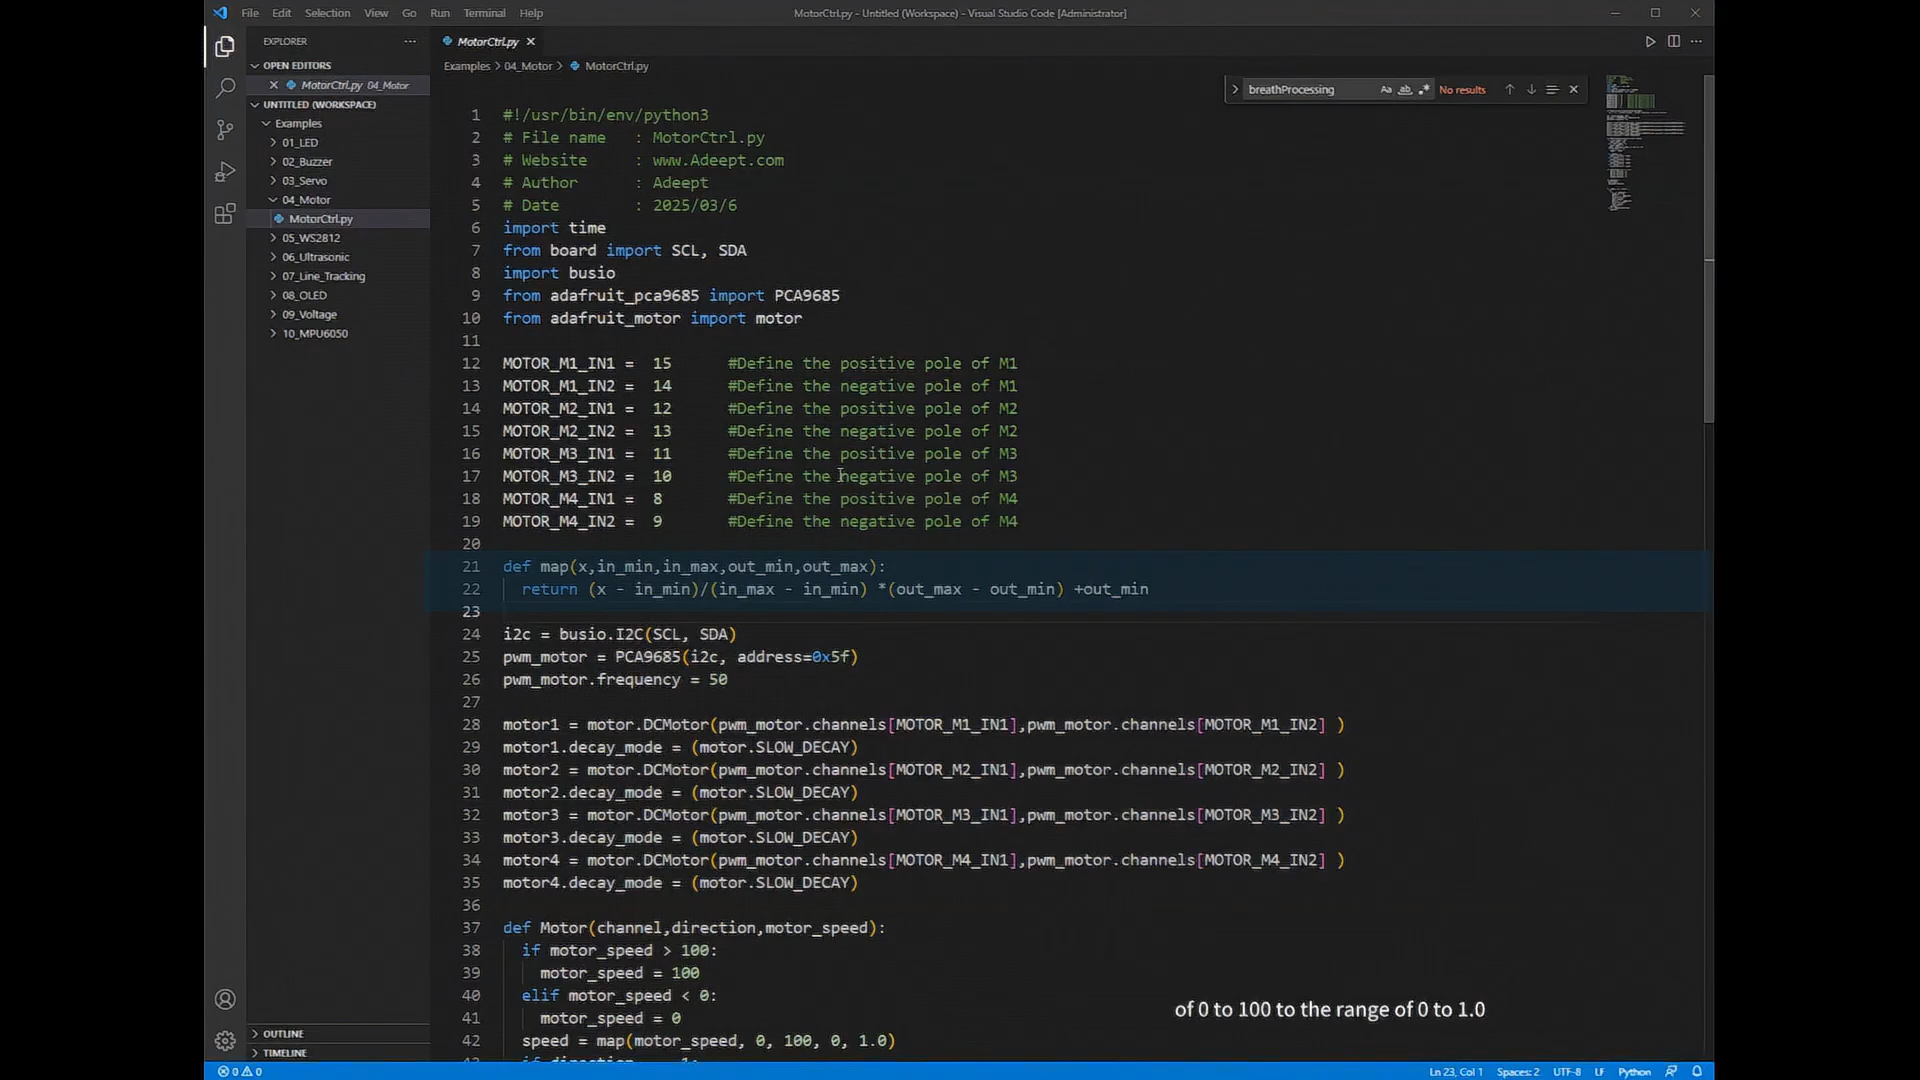 File Edit Selection View Go Run Terminal Help
MotorCtrl.py - Untitled (Workspace) - Visual Studio Code [Administrator]
EXPLORER
OPEN EDITORS
MotorCtrl.py 04_Motor
UNTITLED (WORKSPACE)
Examples
01_LED
02_Buzzer
03_Servo
04_Motor
MotorCtrl.py
05_WS2812
06_Ultrasonic
07_Line_Tracking
08_OLED
09_Voltage
10_MPU6050
OUTLINE
TIMELINE
MotorCtrl.py
Examples > 04_Motor > MotorCtrl.py
breathProcessing Aa ab .* No results
1 #!/usr/bin/env/python3
2 # File name : MotorCtrl.py
3 # Website : www.Adeept.com
4 # Author : Adeept
5 # Date : 2025/03/6
6 import time
7 from board import SCL, SDA
8 import busio
9 from adafruit_pca9685 import PCA9685
10 from adafruit_motor import motor
11
12 MOTOR_M1_IN1 = 15 #Define the positive pole of M1
13 MOTOR_M1_IN2 = 14 #Define the negative pole of M1
14 MOTOR_M2_IN1 = 12 #Define the positive pole of M2
15 MOTOR_M2_IN2 = 13 #Define the negative pole of M2
16 MOTOR_M3_IN1 = 11 #Define the positive pole of M3
17 MOTOR_M3_IN2 = 10 #Define the negative pole of M3
18 MOTOR_M4_IN1 = 8 #Define the positive pole of M4
19 MOTOR_M4_IN2 = 9 #Define the negative pole of M4
20
21 def map(x,in_min,in_max,out_min,out_max):
22 return (x - in_min)/(in_max - in_min) *(out_max - out_min) +out_min
23
24 i2c = busio.I2C(SCL, SDA)
25 pwm_motor = PCA9685(i2c, address=0x5f)
26 pwm_motor.frequency = 50
27
28 motor1 = motor.DCMotor(pwm_motor.channels[MOTOR_M1_IN1],pwm_motor.channels[MOTOR_M1_IN2] )
29 motor1.decay_mode = (motor.SLOW_DECAY)
30 motor2 = motor.DCMotor(pwm_motor.channels[MOTOR_M2_IN1],pwm_motor.channels[MOTOR_M2_IN2] )
31 motor2.decay_mode = (motor.SLOW_DECAY)
32 motor3 = motor.DCMotor(pwm_motor.channels[MOTOR_M3_IN1],pwm_motor.channels[MOTOR_M3_IN2] )
33 motor3.decay_mode = (motor.SLOW_DECAY)
34 motor4 = motor.DCMotor(pwm_motor.channels[MOTOR_M4_IN1],pwm_motor.channels[MOTOR_M4_IN2] )
35 motor4.decay_mode = (motor.SLOW_DECAY)
36
37 def Motor(channel,direction,motor_speed):
38 if motor_speed > 100:
39 motor_speed = 100
40 elif motor_speed < 0:
41 motor_speed = 0
42 speed = map(motor_speed, 0, 100, 0, 1.0)
of 0 to 100 to the range of 0 to 1.0
0 0 Ln 23, Col 1 Spaces: 2 UTF-8 LF Python